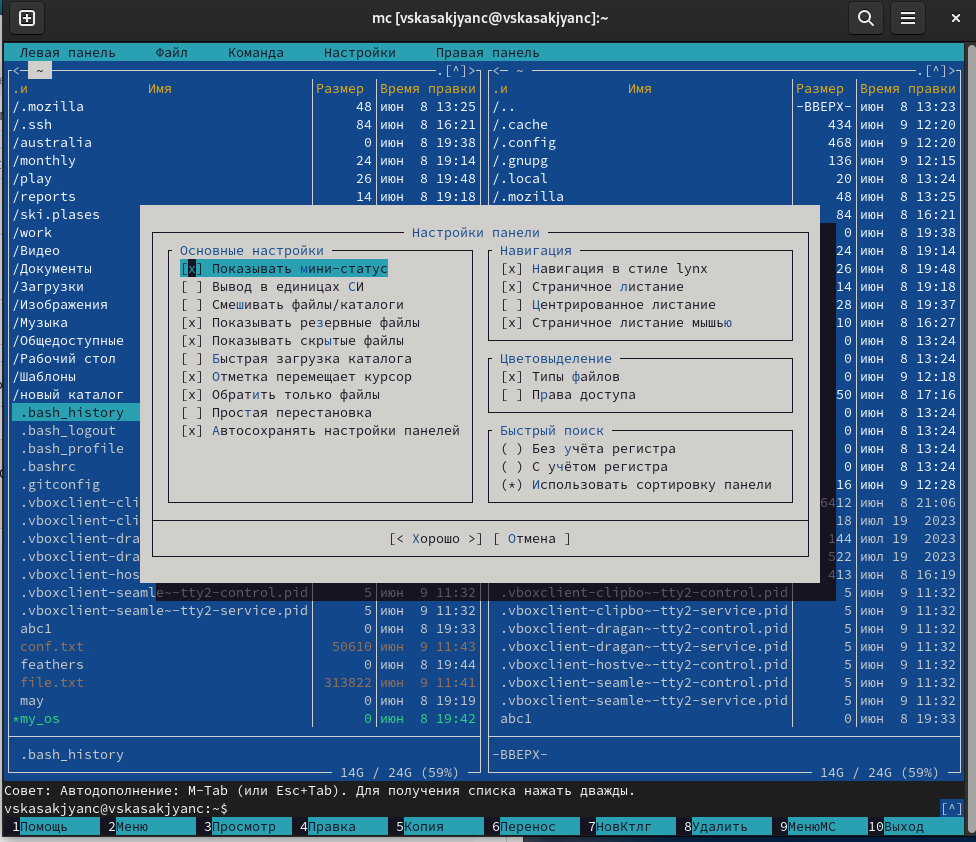 mc [vskasakjyanc@vskasakjyanc]:~
Левая панель Файл Команда Настройки Правая панель
<─ ~ .[^]> <─ ~ .[^]>
.и Имя Размер Время правки .и Имя Размер Время правки
/.mozilla 48 июн 8 13:25 /.. -ВВЕРХ- июн 8 13:23
/.ssh 84 июн 8 16:21 /.cache 434 июн 9 12:20
/australia 0 июн 8 19:38 /.config 468 июн 9 12:20
/monthly 24 июн 8 19:14 /.gnupg 136 июн 9 12:15
/play 26 июн 8 19:48 /.local 20 июн 8 13:24
/reports 14 июн 8 19:18 /.mozilla 48 июн 8 13:25
/ski.plases 84 июн 8 16:21
/work Настройки панели 0 июн 8 19:38
/Видео Основные настройки Навигация 24 июн 8 19:14
/Документы [x] Показывать мини-статус [x] Навигация в стиле lynx 26 июн 8 19:48
/Загрузки [ ] Вывод в единицах СИ [x] Страничное листание 14 июн 8 19:18
/Изображения [ ] Смешивать файлы/каталоги [ ] Центрированное листание 28 июн 8 19:37
/Музыка [x] Показывать резервные файлы [x] Страничное листание мышью 10 июн 8 16:27
/Общедоступные [x] Показывать скрытые файлы 0 июн 8 13:24
/Рабочий стол [ ] Быстрая загрузка каталога Цветовыделение 0 июн 8 13:24
/Шаблоны [x] Отметка перемещает курсор [x] Типы файлов 0 июн 9 12:18
/новый каталог [x] Обратить только файлы [ ] Права доступа 50 июн 8 17:16
.bash_history [ ] Простая перестановка 0 июн 8 13:24
.bash_logout [x] Автосохранять настройки панелей Быстрый поиск 0 июн 8 13:24
.bash_profile ( ) Без учёта регистра 0 июн 8 13:24
.bashrc ( ) С учётом регистра 0 июн 8 13:24
.gitconfig (*) Использовать сортировку панели 16 июн 9 12:28
.vboxclient-cli 6412 июн 8 21:06
.vboxclient-cli 18 июл 19 2023
.vboxclient-dra [< Хорошо >] [ Отмена ] 144 июл 19 2023
.vboxclient-dra 522 июл 19 2023
.vboxclient-hos 413 июн 8 16:19
.vboxclient-seamle~-tty2-control.pid 5 июн 9 11:32 .vboxclient-clipbo~-tty2-control.pid 5 июн 9 11:32
.vboxclient-seamle~-tty2-service.pid 5 июн 9 11:32 .vboxclient-clipbo~-tty2-service.pid 5 июн 9 11:32
abc1 0 июн 8 19:33 .vboxclient-dragan~-tty2-control.pid 5 июн 9 11:32
conf.txt 50610 июн 9 11:43 .vboxclient-dragan~-tty2-service.pid 5 июн 9 11:32
feathers 0 июн 8 19:44 .vboxclient-hostve~-tty2-control.pid 5 июн 9 11:32
file.txt 313822 июн 9 11:41 .vboxclient-seamle~-tty2-control.pid 5 июн 9 11:32
may 0 июн 8 19:19 .vboxclient-seamle~-tty2-service.pid 5 июн 9 11:32
*my_os 0 июн 8 19:42 abc1 0 июн 8 19:33
.bash_history -ВВЕРХ-
14G / 24G (59%) 14G / 24G (59%)
Совет: Автодополнение: M-Tab (или Esc+Tab). Для получения списка нажать дважды.
vskasakjyanc@vskasakjyanc:~$ [^]
1Помощь 2Меню 3Просмотр 4Правка 5Копия 6Перенос 7НовКтлг 8Удалить 9МенюMC 10Выход